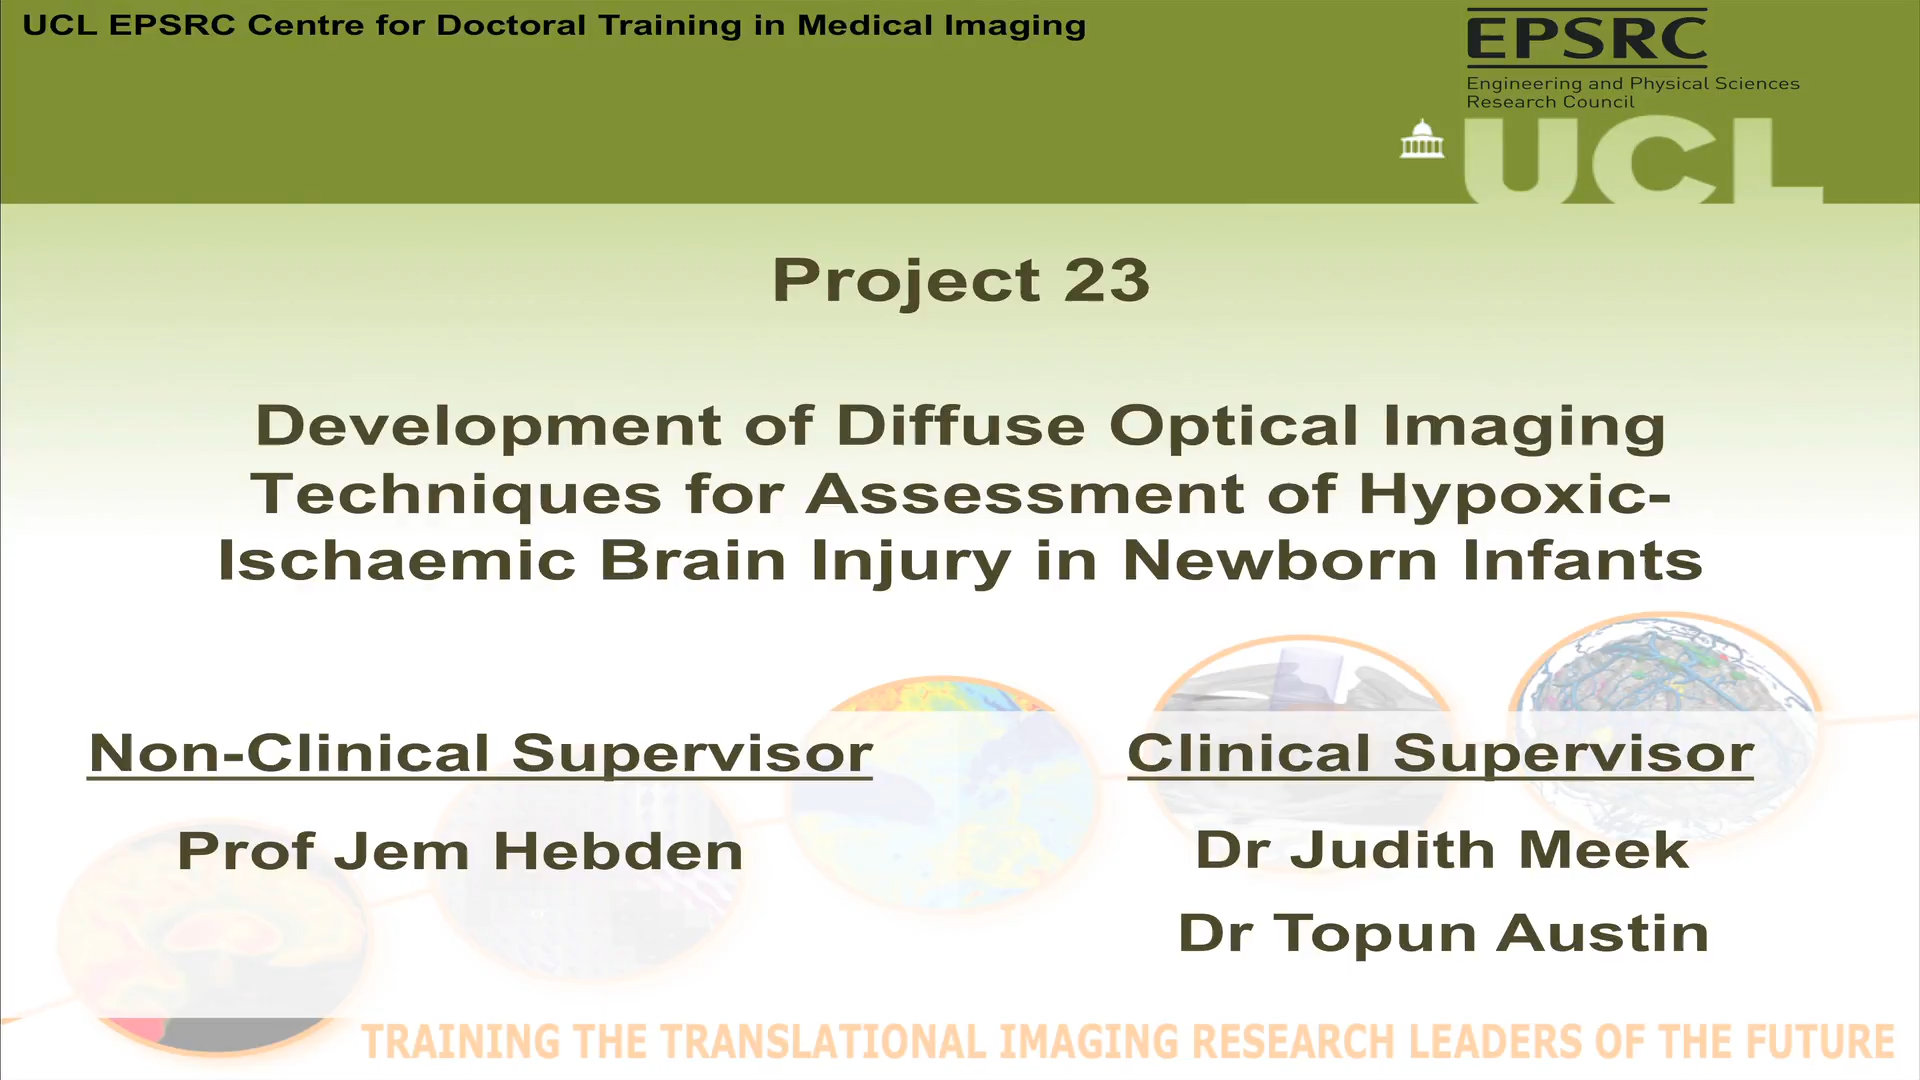 UCL EPSRC Centre for Doctoral Training in Medical Imaging
EPSRC
Engineering and Physical Sciences
Research Council
UCL
Project 23
Development of Diffuse Optical Imaging
Techniques for Assessment of Hypoxic-
Ischaemic Brain Injury in Newborn Infants
Non-Clinical Supervisor
Prof Jem Hebden
Clinical Supervisor
Dr Judith Meek
Dr Topun Austin
TRAINING THE TRANSLATIONAL IMAGING RESEARCH LEADERS OF THE FUTURE